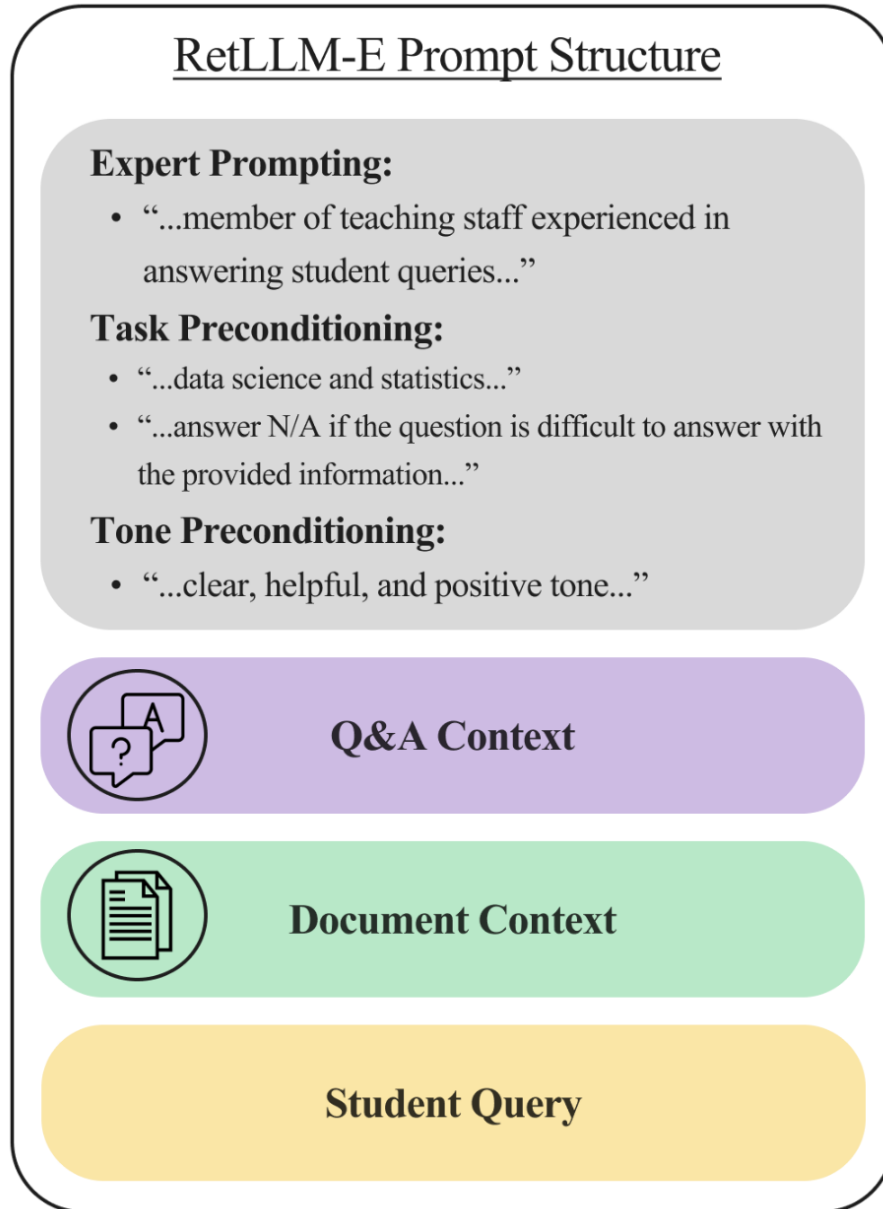 RetLLM-E Prompt Structure
Expert Prompting:
• “...member of teaching staff experienced in
answering student queries...”
Task Preconditioning:
• “...data science and statistics...”
• “...answer N/A if the question is difficult to answer with
the provided information...”
Tone Preconditioning:
• “...clear, helpful, and positive tone...”
A
?
Q&A Context
Document Context
Student Query